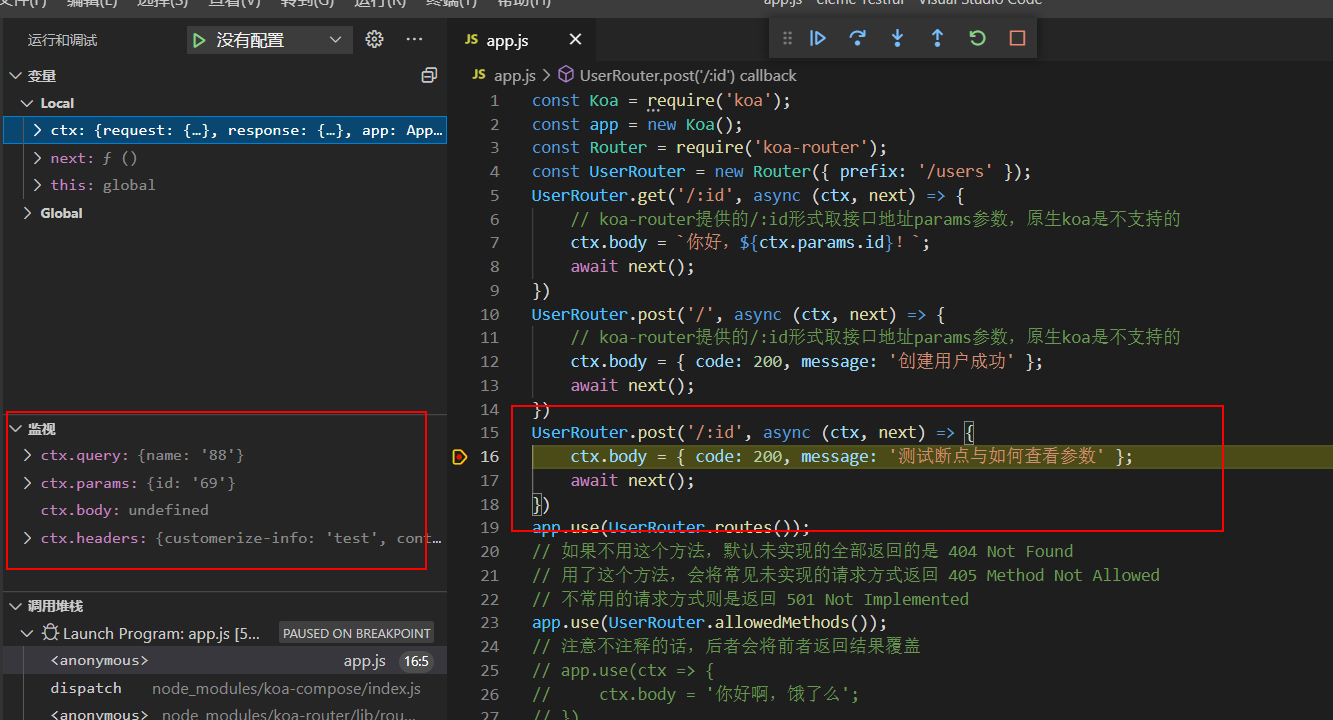 文件(F) 编辑(E) 选择(S) 查看(V) 转到(G) 运行(R) 终端(T) 帮助(H)
app.js - eleme-Testful - Visual Studio Code
运行和调试
没有配置
变量
Local
ctx: {request: {…}, response: {…}, app: App…
next: ƒ ()
this: global
Global
监视
ctx.query: {name: '88'}
ctx.params: {id: '69'}
ctx.body: undefined
ctx.headers: {customerize-info: 'test', cont…
调用堆栈
Launch Program: app.js [5… PAUSED ON BREAKPOINT
<anonymous> app.js 16:5
dispatch node_modules/koa-compose/index.js
<anonymous> node_modules/koa-router/lib/rou…
JS app.js
JS app.js > UserRouter.post('/:id') callback
1 const Koa = require('koa');
2 const app = new Koa();
3 const Router = require('koa-router');
4 const UserRouter = new Router({ prefix: '/users' });
5 UserRouter.get('/:id', async (ctx, next) => {
6 // koa-router提供的/:id形式取接口地址params参数，原生koa是不支持的
7 ctx.body = `你好，${ctx.params.id}！`;
8 await next();
9 })
10 UserRouter.post('/', async (ctx, next) => {
11 // koa-router提供的/:id形式取接口地址params参数，原生koa是不支持的
12 ctx.body = { code: 200, message: '创建用户成功' };
13 await next();
14 })
15 UserRouter.post('/:id', async (ctx, next) => {
16 ctx.body = { code: 200, message: '测试断点与如何查看参数' };
17 await next();
18 })
19 app.use(UserRouter.routes());
20 // 如果不用这个方法，默认未实现的全部返回的是 404 Not Found
21 // 用了这个方法，会将常见未实现的请求方式返回 405 Method Not Allowed
22 // 不常用的请求方式则是返回 501 Not Implemented
23 app.use(UserRouter.allowedMethods());
24 // 注意不注释的话，后者会将前者返回结果覆盖
25 // app.use(ctx => {
26 // ctx.body = '你好啊，饿了么';
27 // })